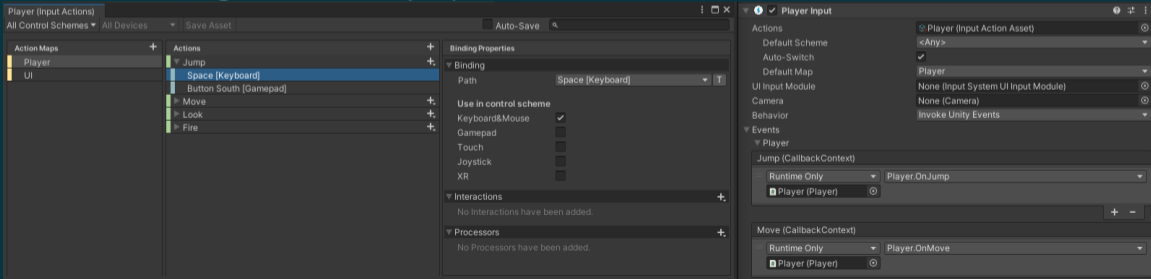 Player (Input Actions)
All Control Schemes All Devices Save Asset Auto-Save
Action Maps
Player
UI
Actions
Jump
Space [Keyboard]
Button South [Gamepad]
Move
Look
Fire
Binding Properties
Binding
Path Space [Keyboard] T
Use in control scheme
Keyboard&Mouse
Gamepad
Touch
Joystick
XR
Interactions
No Interactions have been added.
Processors
No Processors have been added.
Player Input
Actions Player (Input Action Asset)
Default Scheme <Any>
Auto-Switch
Default Map Player
UI Input Module None (Input System UI Input Module)
Camera None (Camera)
Behavior Invoke Unity Events
Events
Player
Jump (CallbackContext)
Runtime Only Player.OnJump
Player (Player)
Move (CallbackContext)
Runtime Only Player.OnMove
Player (Player)